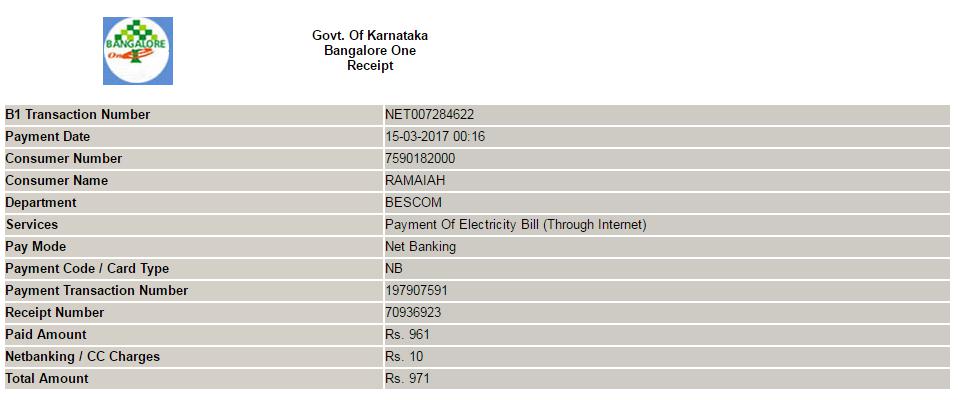 BANGALORE
One
Govt. Of Karnataka
Bangalore One
Receipt
B1 Transaction Number NET007284622
Payment Date 15-03-2017 00:16
Consumer Number 7590182000
Consumer Name RAMAIAH
Department BESCOM
Services Payment Of Electricity Bill (Through Internet)
Pay Mode Net Banking
Payment Code / Card Type NB
Payment Transaction Number 197907591
Receipt Number 70936923
Paid Amount Rs. 961
Netbanking / CC Charges Rs. 10
Total Amount Rs. 971